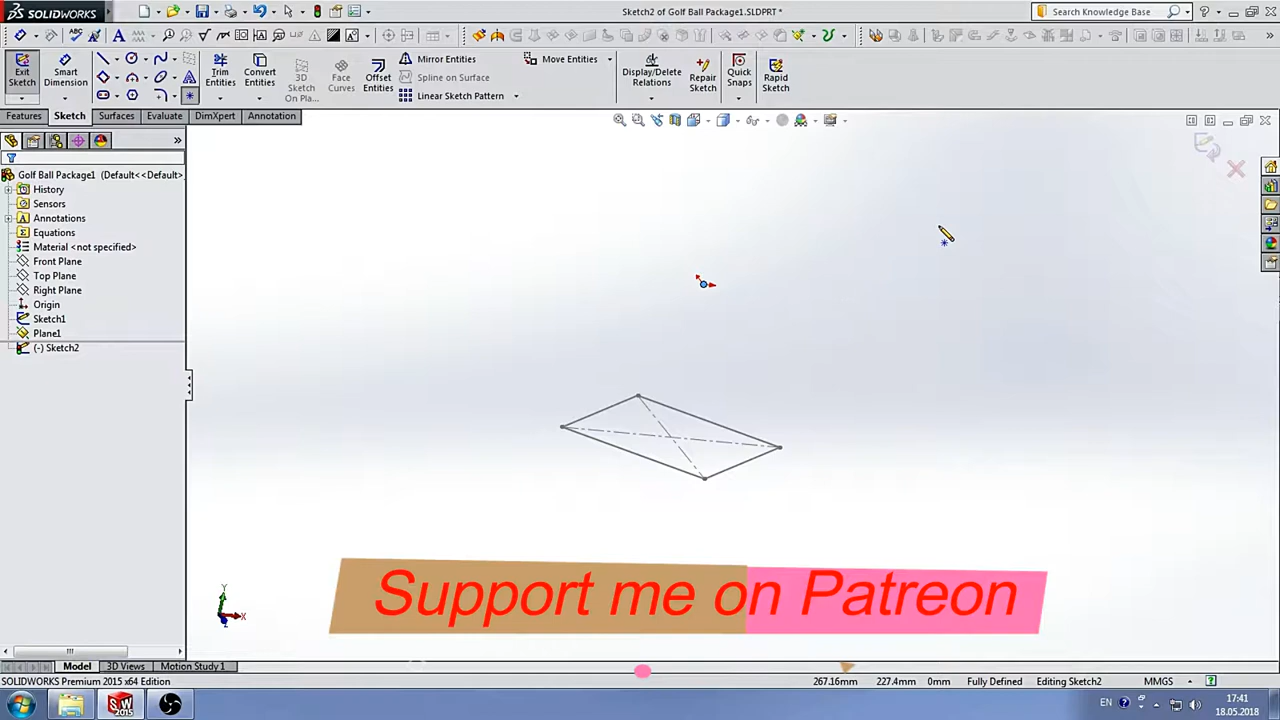 SOLIDWORKS
Sketch2 of Golf Ball Package1.SLDPRT *
Search Knowledge Base
Exit Sketch
Smart Dimension
Trim Entities
Convert Entities
3D Sketch On Pla...
Face Curves
Offset Entities
Mirror Entities
Spline on Surface
Linear Sketch Pattern
Move Entities
Display/Delete Relations
Repair Sketch
Quick Snaps
Rapid Sketch
Features
Sketch
Surfaces
Evaluate
DimXpert
Annotation
Golf Ball Package1 (Default<<Default>
History
Sensors
Annotations
Equations
Material <not specified>
Front Plane
Top Plane
Right Plane
Origin
Sketch1
Plane1
(-) Sketch2
Support me on Patreon
Y
X
Z
Model
3D Views
Motion Study 1
SOLIDWORKS Premium 2015 x64 Edition
267.16mm
227.4mm
0mm
Fully Defined
Editing Sketch2
MMGS
EN
17:41
18.05.2018